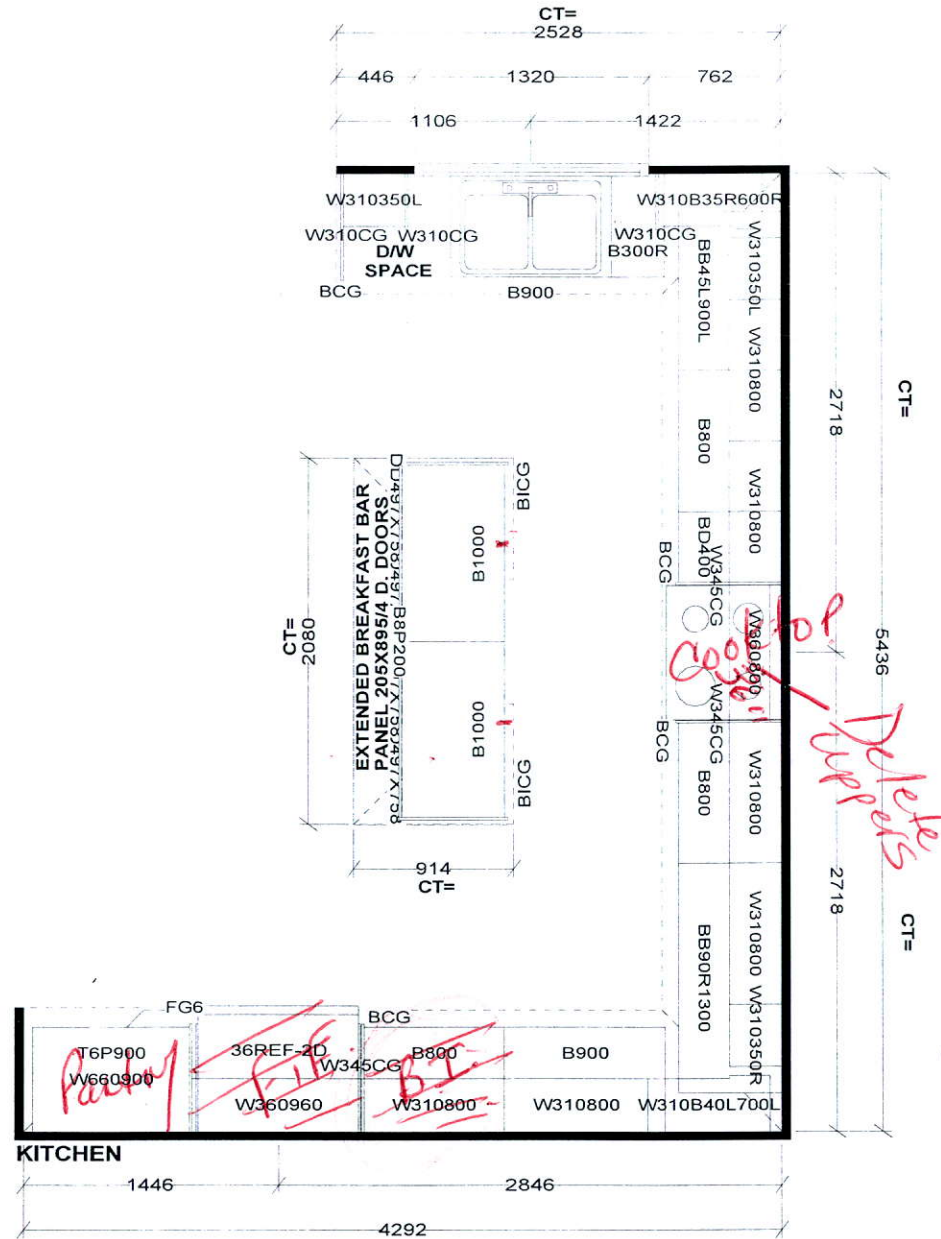 CT=
2528
446
1320
762
1106
1422
W310350L
W310B35R600R
W310CG
W310CG
W310CG
D/W
SPACE
B300R
BCG
B900
BB45L900L
W310350L
W310800
B800
W310800
BD400
W345CG
BCG
W360800
W345CG
BCG
B800
W310800
BB90R1300
W310800
W310350R
2718
CT=
5436
2718
CT=
top
Delete
uppers
CT=
2080
EXTENDED BREAKFAST BAR
PANEL 205X895/4 D. DOORS
B1000
B1000
BICG
BICG
914
CT=
FG6
BCG
T6P900
W660900
Pantry
36REF-2D
W345CG
W360960
B800
B.I.
W310800
B900
W310800
W310B40L700L
KITCHEN
1446
2846
4292